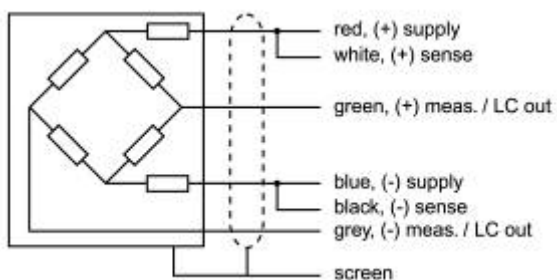 red, (+) supply
white, (+) sense
green, (+) meas. / LC out
blue, (-) supply
black, (-) sense
grey, (-) meas. / LC out
screen